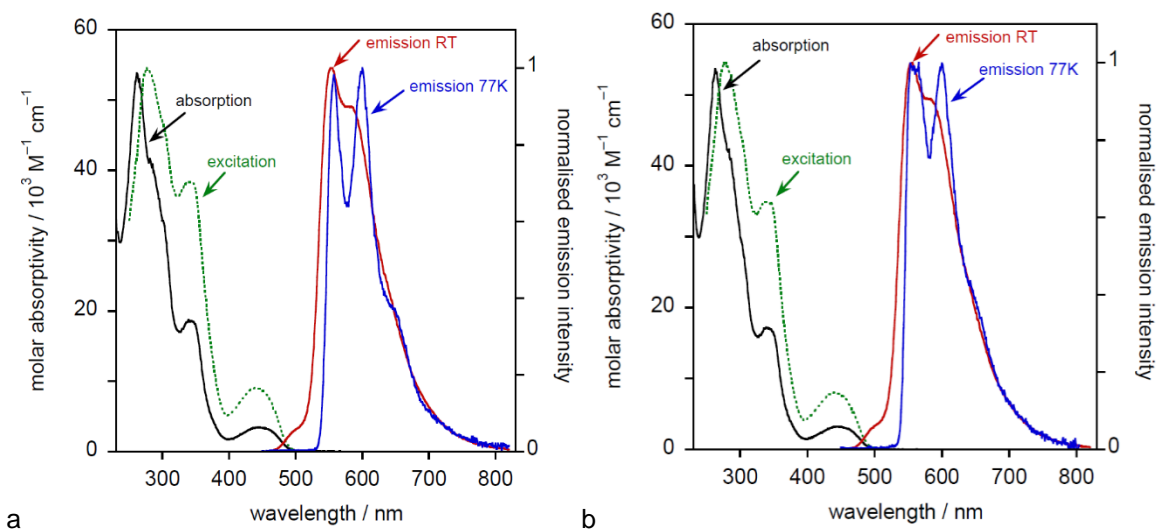 60
40
20
0
molar absorptivity / 10³ M⁻¹ cm⁻¹
absorption
excitation
emission RT
emission 77K
1
0
normalised emission intensity
300 400 500 600 700 800
wavelength / nm
a
60
40
20
0
molar absorptivity / 10³ M⁻¹ cm⁻¹
absorption
excitation
emission RT
emission 77K
1
0
normalised emission intensity
300 400 500 600 700 800
wavelength / nm
b